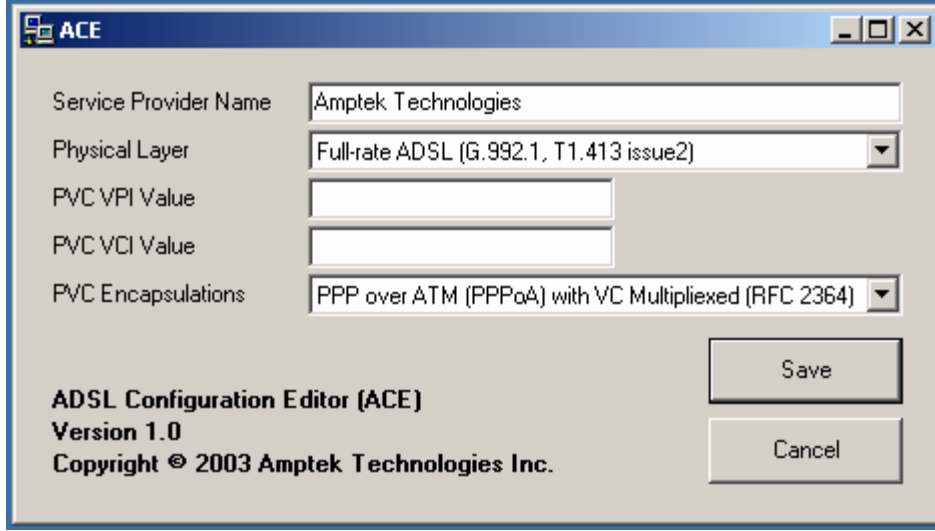 ACE
Service Provider Name Amptek Technologies
Physical Layer Full-rate ADSL (G.992.1, T1.413 issue2)
PVC VPI Value
PVC VCI Value
PVC Encapsulations PPP over ATM (PPPoA) with VC Multipliexed (RFC 2364)
Save
ADSL Configuration Editor (ACE)
Version 1.0
Copyright © 2003 Amptek Technologies Inc.
Cancel